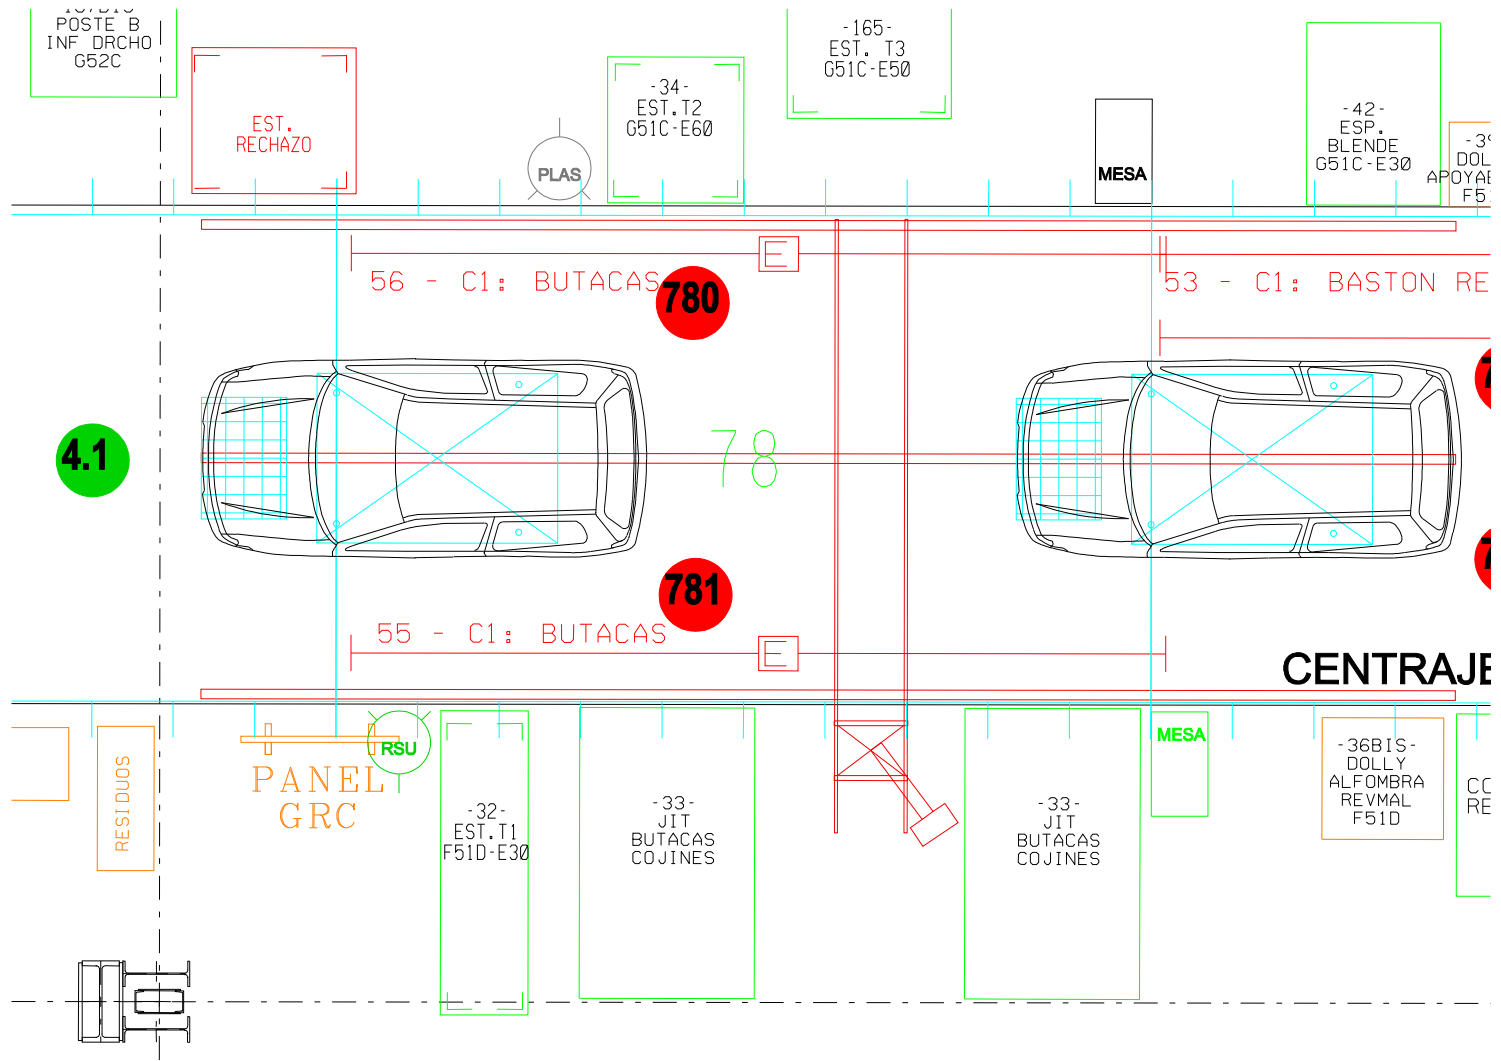 POSTE B
INF DRCHO
G52C
EST.
RECHAZO
PLAS
-34-
EST.T2
G51C-E60
-165-
EST. T3
G51C-E50
MESA
-42-
ESP.
BLENDE
G51C-E30
56 - C1: BUTACAS
780
53 - C1: BASTON RE
4.1
78
781
55 - C1: BUTACAS
CENTRAJE
RESIDUOS
PANEL
GRC
RSU
-32-
EST.T1
F51D-E30
-33-
JIT
BUTACAS
COJINES
-33-
JIT
BUTACAS
COJINES
MESA
-36BIS-
DOLLY
ALFOMBRA
REVMAL
F51D